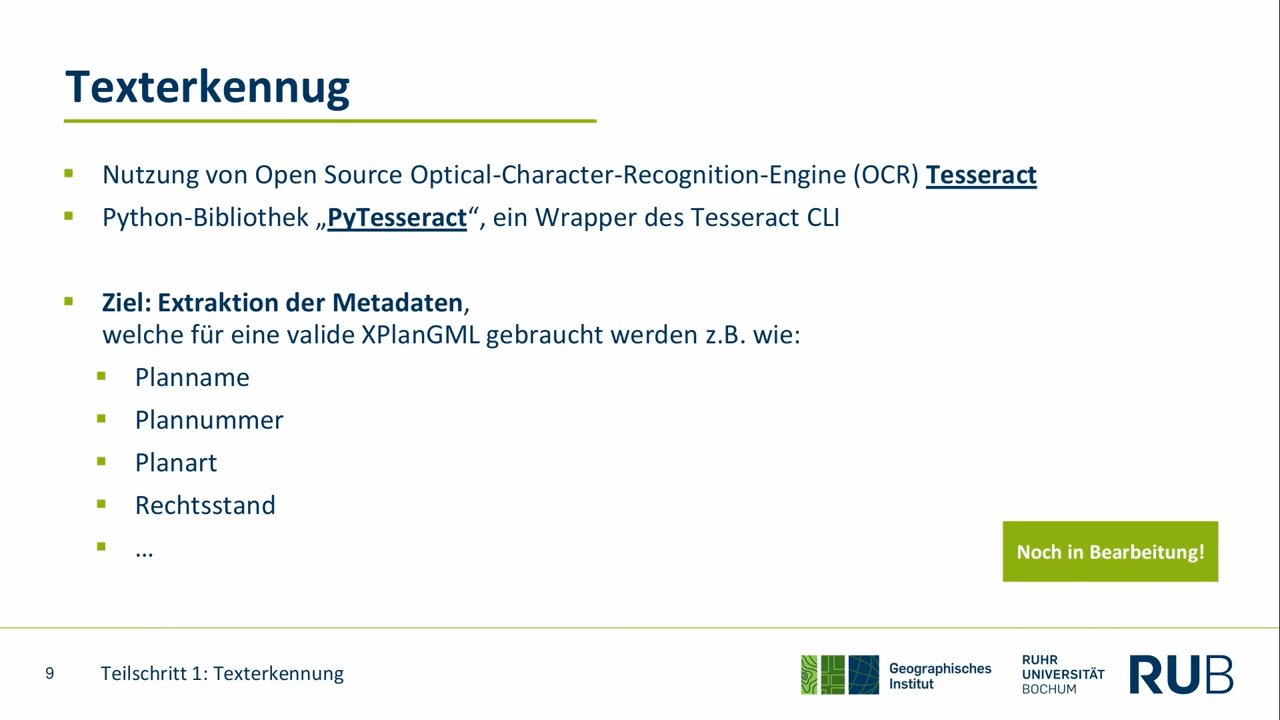 Texterkennug
Nutzung von Open Source Optical-Character-Recognition-Engine (OCR) Tesseract
Python-Bibliothek „PyTesseract“, ein Wrapper des Tesseract CLI
Ziel: Extraktion der Metadaten,
welche für eine valide XPlanGML gebraucht werden z.B. wie:
Planname
Plannummer
Planart
Rechtsstand
...
Noch in Bearbeitung!
9
Teilschritt 1: Texterkennung
Geographisches
Institut
RUHR
UNIVERSITÄT
BOCHUM
RUB